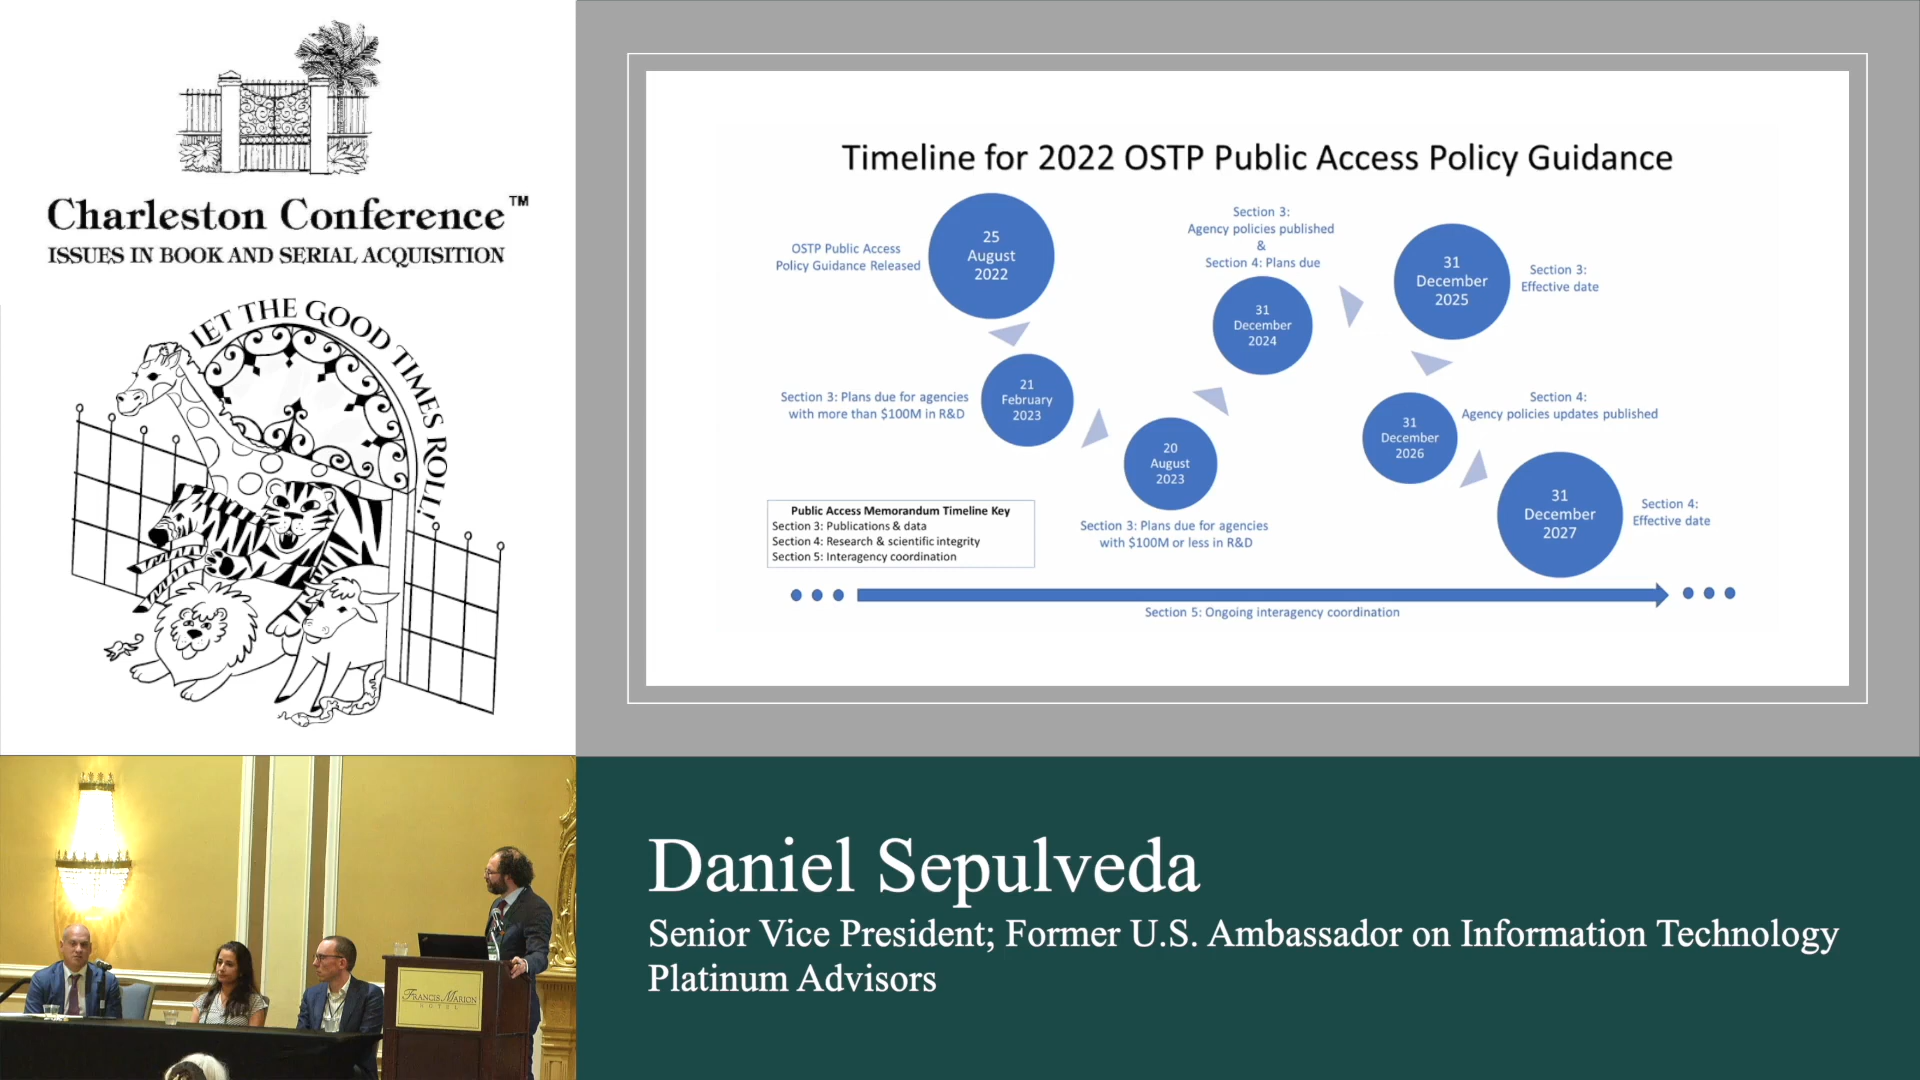 Charleston Conference™
ISSUES IN BOOK AND SERIAL ACQUISITION
LET THE GOOD TIMES ROLL!
Timeline for 2022 OSTP Public Access Policy Guidance
OSTP Public Access
Policy Guidance Released
25
August
2022
Section 3: Plans due for agencies
with more than $100M in R&D
21
February
2023
20
August
2023
Section 3: Plans due for agencies
with $100M or less in R&D
Section 3:
Agency policies published
&
Section 4: Plans due
31
December
2024
31
December
2025
Section 3:
Effective date
31
December
2026
Section 4:
Agency policies updates published
31
December
2027
Section 4:
Effective date
Public Access Memorandum Timeline Key
Section 3: Publications & data
Section 4: Research & scientific integrity
Section 5: Interagency coordination
Section 5: Ongoing interagency coordination
FRANCIS MARION
HOTEL
Daniel Sepulveda
Senior Vice President; Former U.S. Ambassador on Information Technology
Platinum Advisors